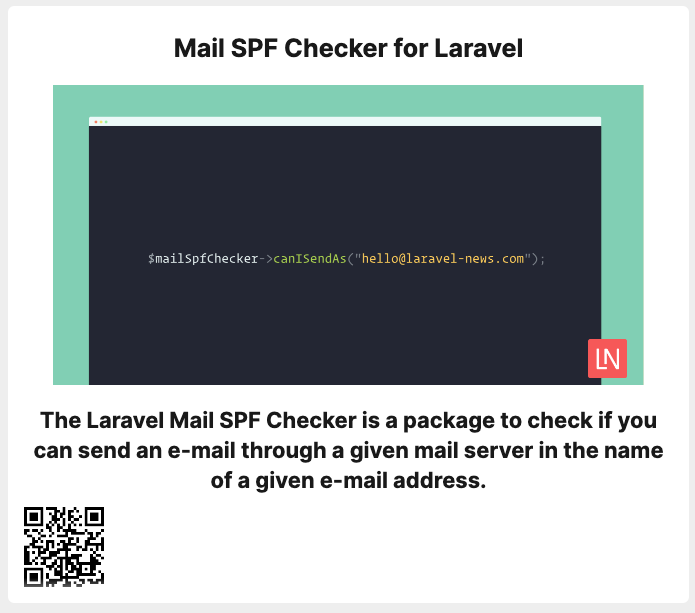 Mail SPF Checker for Laravel
$mailSpfChecker->canISendAs("hello@laravel-news.com");
LN
The Laravel Mail SPF Checker is a package to check if you
can send an e-mail through a given mail server in the name
of a given e-mail address.